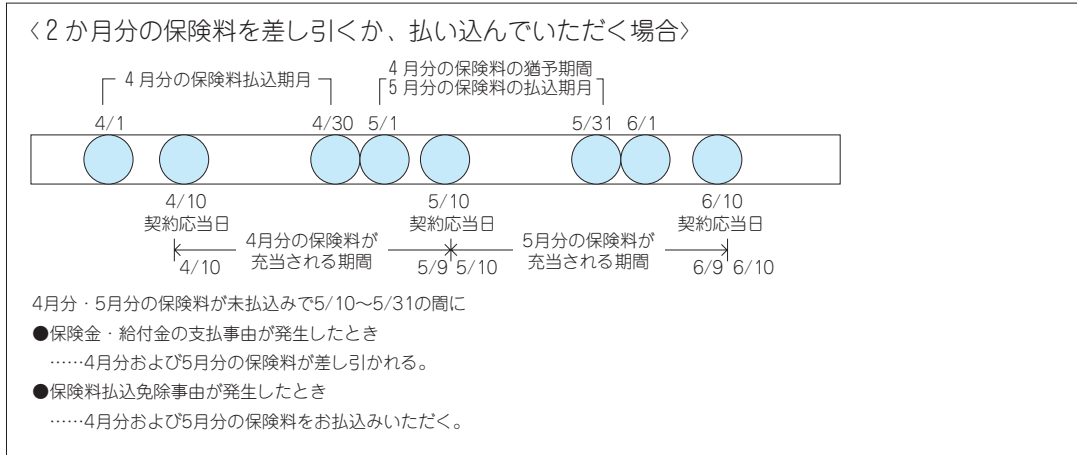 〈2か月分の保険料を差し引くか、払い込んでいただく場合〉
4月分の保険料払込期月
4月分の保険料の猶予期間
5月分の保険料の払込期月
4/1
4/30
5/1
5/31
6/1
4/10
契約応当日
5/10
契約応当日
6/10
契約応当日
4月分の保険料が
充当される期間
5月分の保険料が
充当される期間
4/10
5/9
5/10
6/9
6/10
4月分・5月分の保険料が未払込みで5/10〜5/31の間に
●保険金・給付金の支払事由が発生したとき
……4月分および5月分の保険料が差し引かれる。
●保険料払込免除事由が発生したとき
……4月分および5月分の保険料をお払込みいただく。